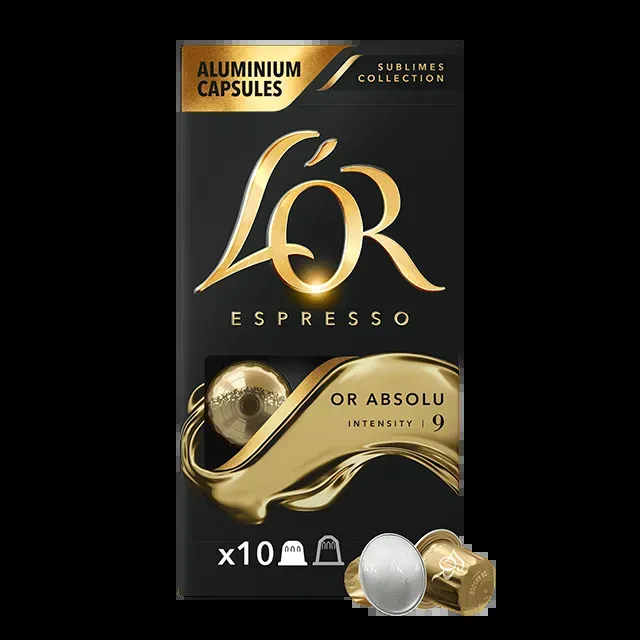 ALUMINIUM
CAPSULES
SUBLIMES
COLLECTION
L'OR
ESPRESSO
OR ABSOLU
INTENSITY | 9
x10